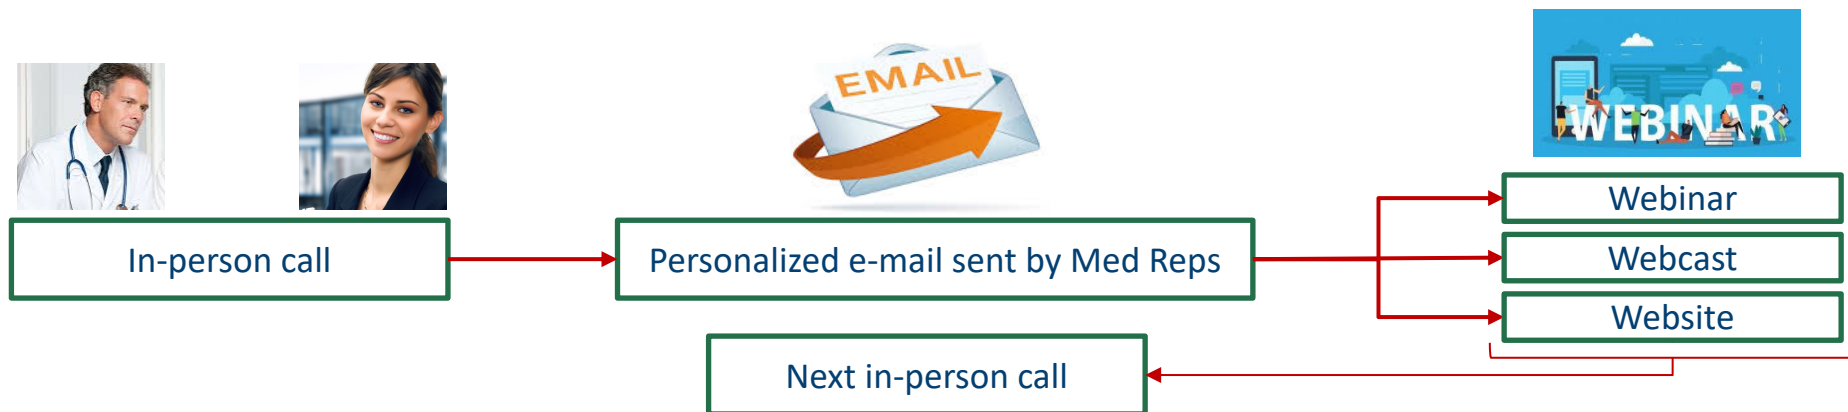 EMAIL
WEBINAR
In-person call
Personalized e-mail sent by Med Reps
Webinar
Webcast
Website
Next in-person call